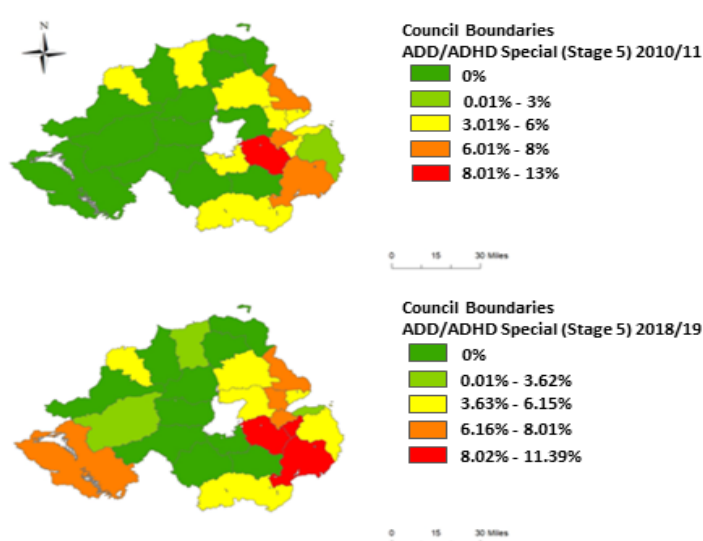 N
Council Boundaries
ADD/ADHD Special (Stage 5) 2010/11
0%
0.01% - 3%
3.01% - 6%
6.01% - 8%
8.01% - 13%
0 15 30 Miles
Council Boundaries
ADD/ADHD Special (Stage 5) 2018/19
0%
0.01% - 3.62%
3.63% - 6.15%
6.16% - 8.01%
8.02% - 11.39%
0 15 30 Miles